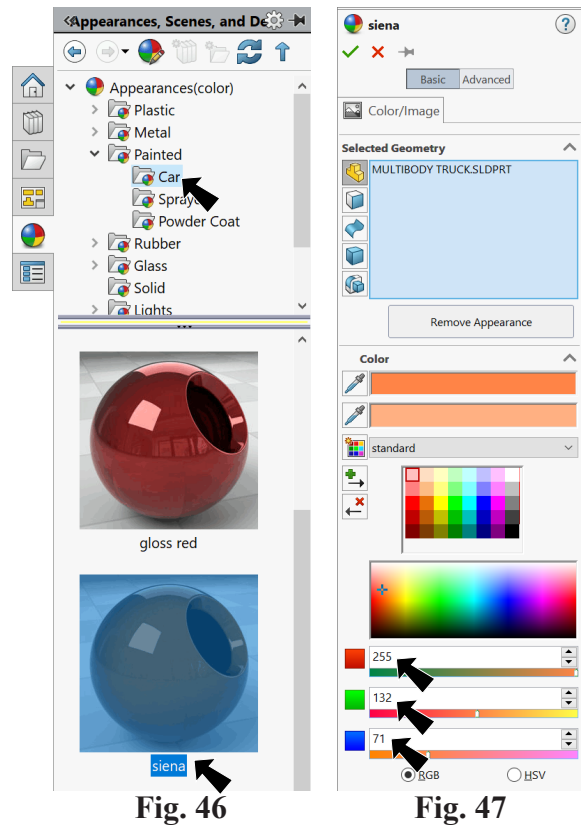 Appearances, Scenes, and De
Appearances(color)
Plastic
Metal
Painted
Car
Spraye
Powder Coat
Rubber
Glass
Solid
Lights
gloss red
siena
Fig. 46
siena
?
Basic
Advanced
Color/Image
Selected Geometry
MULTIBODY TRUCK.SLDPRT
Remove Appearance
Color
standard
255
132
71
RGB
HSV
Fig. 47